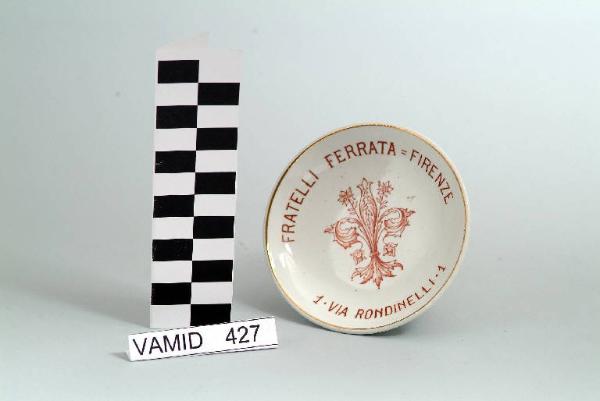 FRATELLI FERRATA = FIRENZE
1 · VIA RONDINELLI · 1
VAMID 427